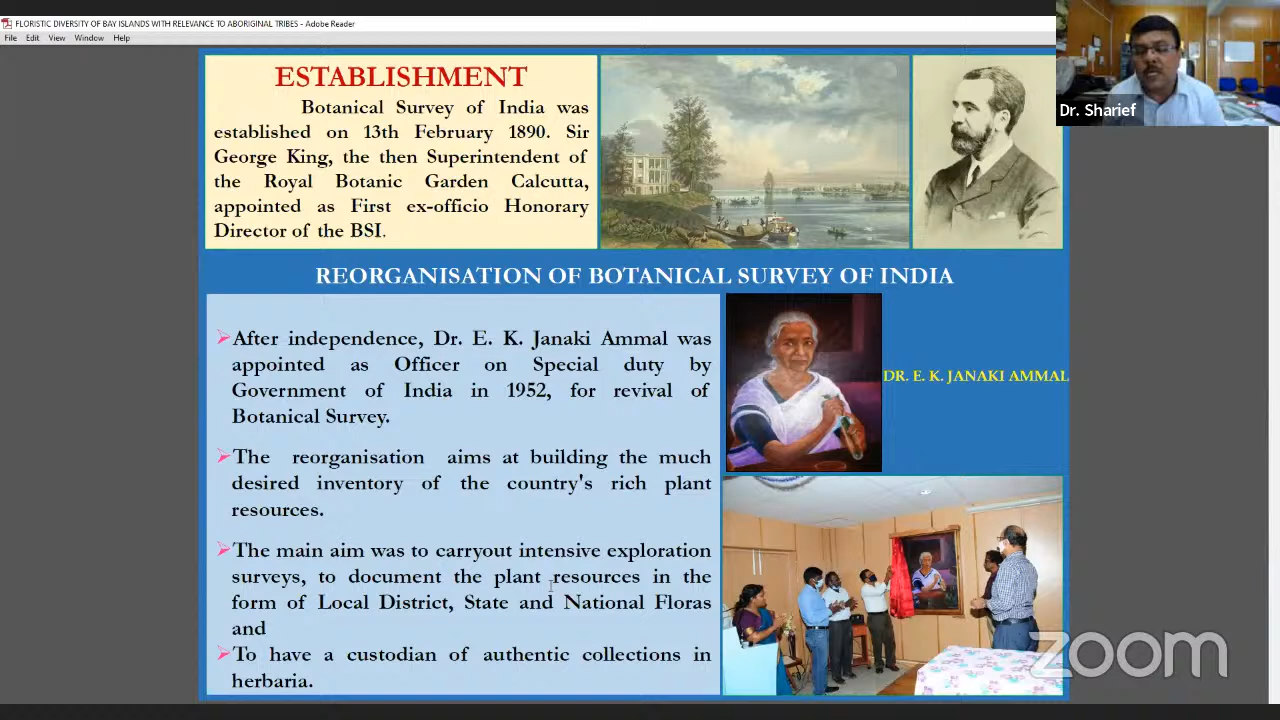 FLORISTIC DIVERSITY OF BAY ISLANDS WITH RELEVANCE TO ABORIGINAL TRIBES - Adobe Reader
File Edit View Window Help
Dr. Sharief
ESTABLISHMENT
Botanical Survey of India was
established on 13th February 1890. Sir
George King, the then Superintendent of
the Royal Botanic Garden Calcutta,
appointed as First ex-officio Honorary
Director of the BSI.
REORGANISATION OF BOTANICAL SURVEY OF INDIA
After independence, Dr. E. K. Janaki Ammal was
appointed as Officer on Special duty by
Government of India in 1952, for revival of
Botanical Survey.
The reorganisation aims at building the much
desired inventory of the country's rich plant
resources.
The main aim was to carryout intensive exploration
surveys, to document the plant resources in the
form of Local District, State and National Floras
and
To have a custodian of authentic collections in
herbaria.
DR. E. K. JANAKI AMMAL
zoom